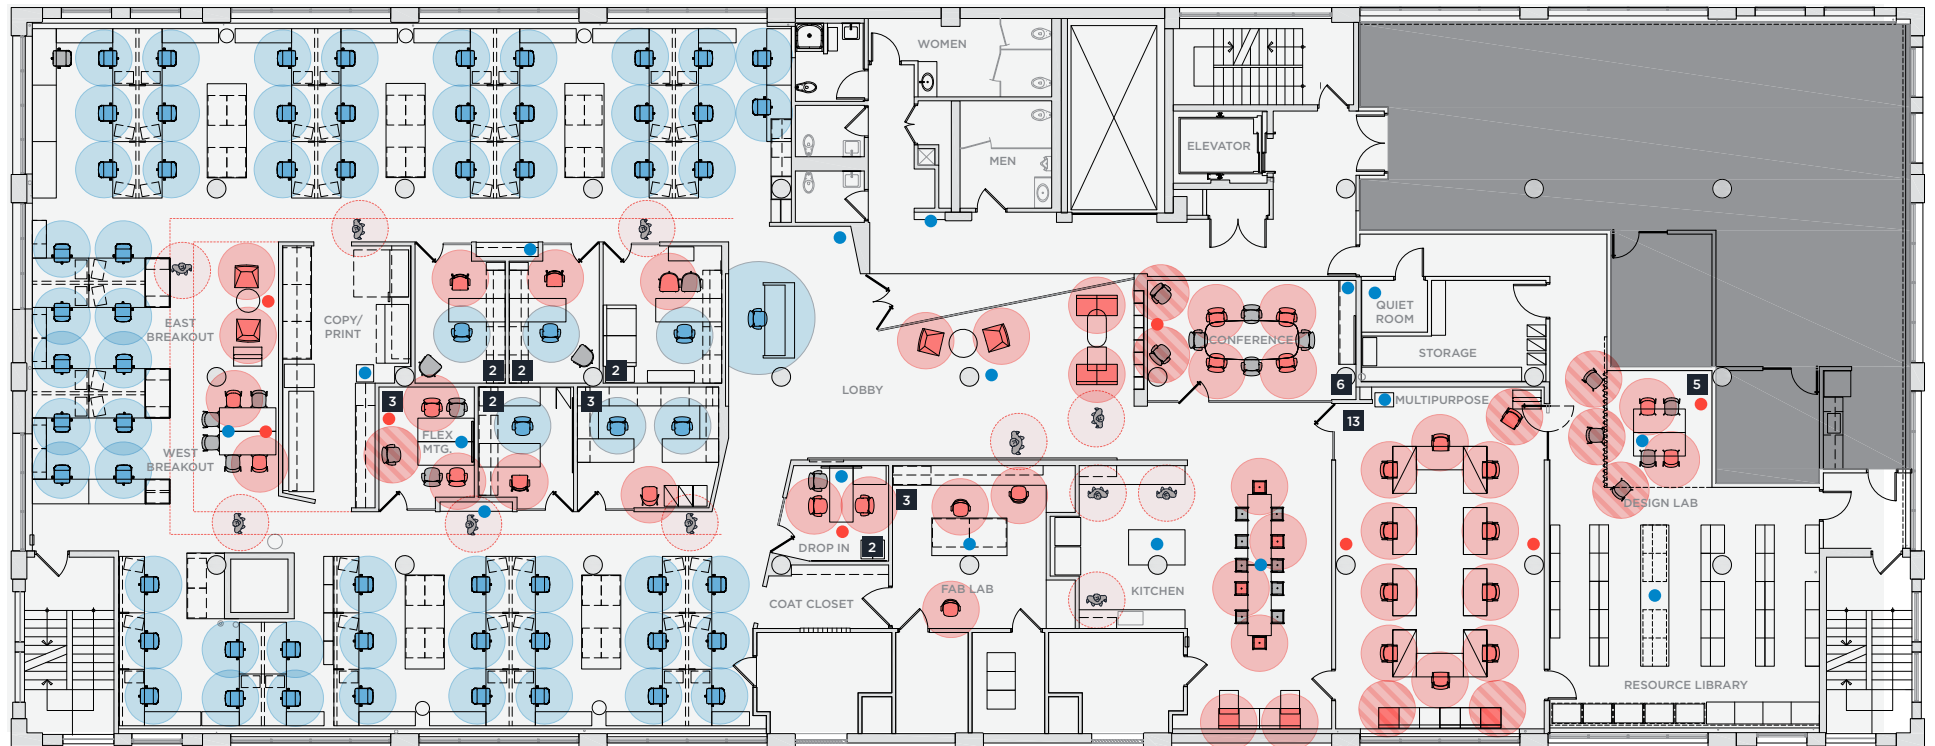 WOMEN
MEN
ELEVATOR
EAST
BREAKOUT
COPY/
PRINT
QUIET
ROOM
CONFERENCE
STORAGE
2
2
2
6
LOBBY
MULTIPURPOSE
13
5
3
2
3
FLEX
MTG.
WEST
BREAKOUT
3
DESIGN LAB
DROP IN
2
FAB LAB
KITCHEN
COAT CLOSET
RESOURCE LIBRARY